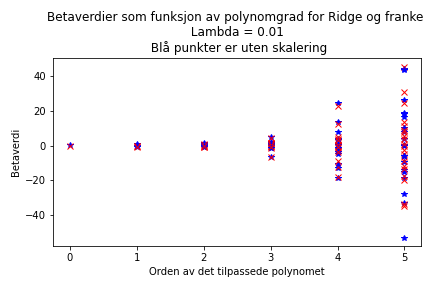 Betaverdier som funksjon av polynomgrad for Ridge og franke
Lambda = 0.01
Blå punkter er uten skalering
Betaverdi
40
20
0
−20
−40
0 1 2 3 4 5
Orden av det tilpassede polynomet